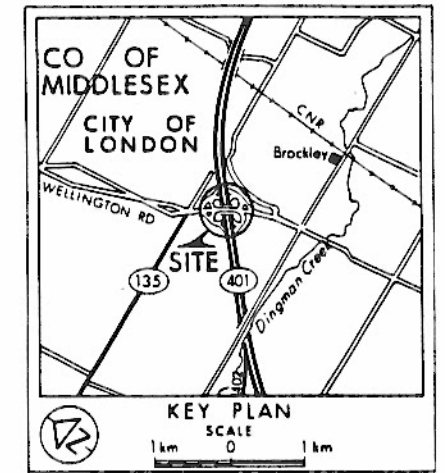 CO OF
MIDDLESEX
CITY OF
LONDON
CNR
Brockley
WELLINGTON RD
SITE
135
401
Dingman Creek
402
KEY PLAN
SCALE
1 km 0 1 km